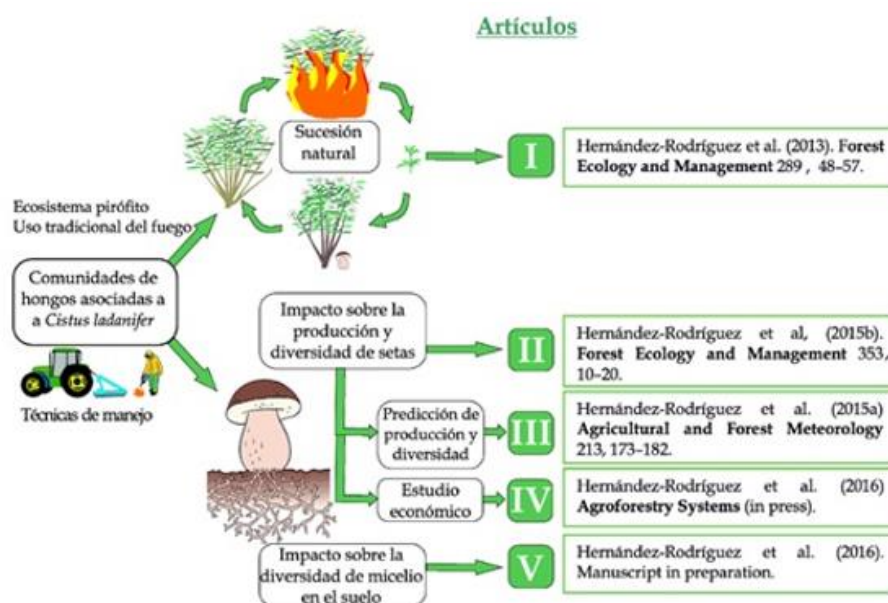 Artículos
Sucesión
natural
I
Hernández-Rodríguez et al. (2013). Forest
Ecology and Management 289 , 48–57.
Ecosistema pirófito
Uso tradicional del fuego
Comunidades de
hongos asociadas a
a Cistus ladanifer
Técnicas de manejo
Impacto sobre la
producción y
diversidad de setas
II
Hernández-Rodríguez et al, (2015b).
Forest Ecology and Management 353,
10–20.
Predicción de
producción y
diversidad
III
Hernández-Rodríguez et al. (2015a)
Agricultural and Forest Meteorology
213, 173–182.
Estudio
económico
IV
Hernández-Rodríguez et al. (2016)
Agroforestry Systems (in press).
Impacto sobre la
diversidad de micelio
en el suelo
V
Hernández-Rodríguez et al. (2016).
Manuscript in preparation.